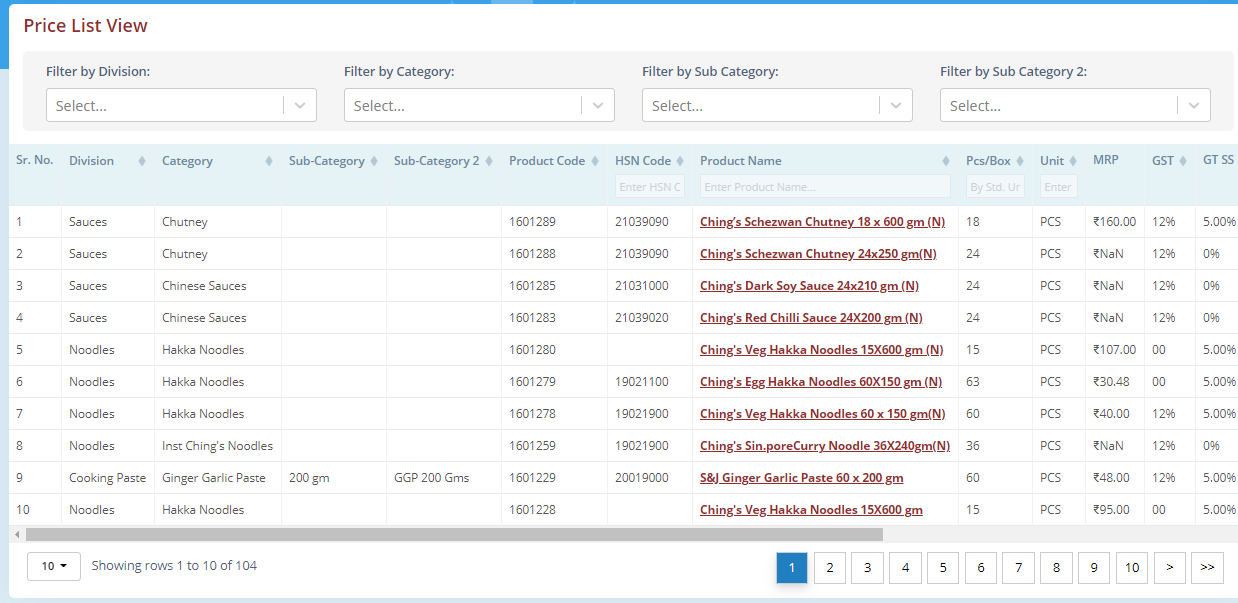 Price List View
Filter by Division: Filter by Category: Filter by Sub Category: Filter by Sub Category 2:
Select... Select... Select... Select...
Sr. No. Division Category Sub-Category Sub-Category 2 Product Code HSN Code Product Name Pcs/Box Unit MRP GST GT SS
Enter HSN C Enter Product Name... By Std. Ur Enter
1 Sauces Chutney 1601289 21039090 Ching’s Schezwan Chutney 18 x 600 gm (N) 18 PCS ₹160.00 12% 5.00%
2 Sauces Chutney 1601288 21039090 Ching's Schezwan Chutney 24x250 gm(N) 24 PCS ₹NaN 12% 0%
3 Sauces Chinese Sauces 1601285 21031000 Ching's Dark Soy Sauce 24x210 gm (N) 24 PCS ₹NaN 12% 0%
4 Sauces Chinese Sauces 1601283 21039020 Ching's Red Chilli Sauce 24X200 gm (N) 24 PCS ₹NaN 12% 0%
5 Noodles Hakka Noodles 1601280 Ching's Veg Hakka Noodles 15X600 gm (N) 15 PCS ₹107.00 00 5.00%
6 Noodles Hakka Noodles 1601279 19021100 Ching's Egg Hakka Noodles 60X150 gm (N) 63 PCS ₹30.48 00 5.00%
7 Noodles Hakka Noodles 1601278 19021900 Ching's Veg Hakka Noodles 60 x 150 gm(N) 60 PCS ₹40.00 12% 5.00%
8 Noodles Inst Ching's Noodles 1601259 19021900 Ching's Sin.poreCurry Noodle 36X240gm(N) 36 PCS ₹NaN 12% 0%
9 Cooking Paste Ginger Garlic Paste 200 gm GGP 200 Gms 1601229 20019000 S&J Ginger Garlic Paste 60 x 200 gm 60 PCS ₹48.00 12% 5.00%
10 Noodles Hakka Noodles 1601228 Ching's Veg Hakka Noodles 15X600 gm 15 PCS ₹95.00 00 5.00%
10 Showing rows 1 to 10 of 104 1 2 3 4 5 6 7 8 9 10 > >>